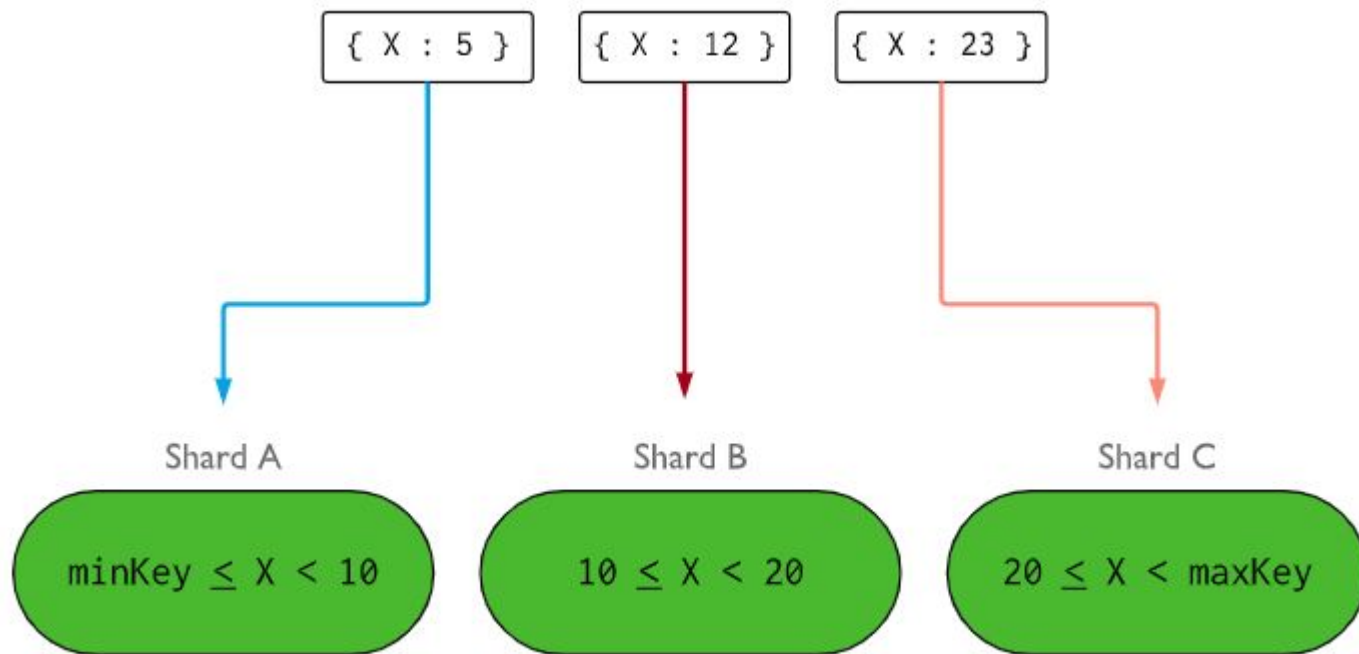 { X : 5 }
{ X : 12 }
{ X : 23 }
Shard A
Shard B
Shard C
minKey ≤ X < 10
10 ≤ X < 20
20 ≤ X < maxKey